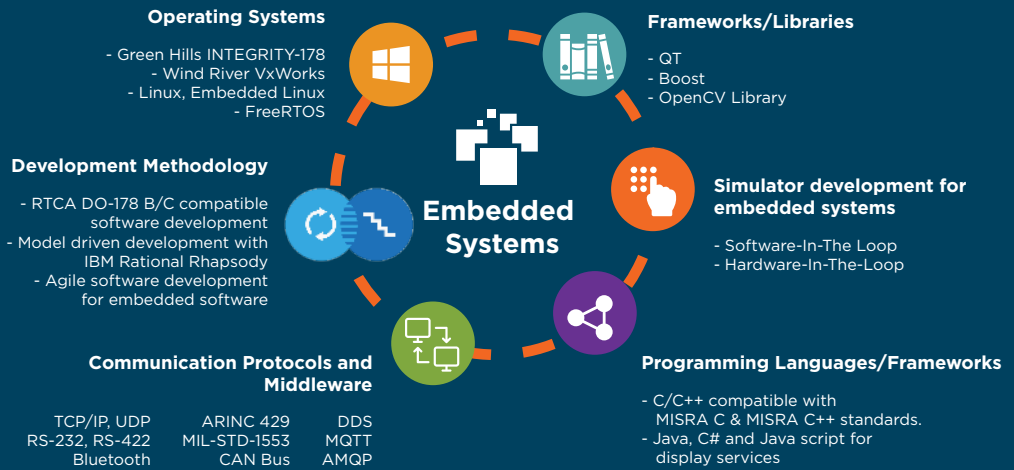 Operating Systems
- Green Hills INTEGRITY-178
- Wind River VxWorks
- Linux, Embedded Linux
- FreeRTOS
Frameworks/Libraries
- QT
- Boost
- OpenCV Library
Development Methodology
- RTCA DO-178 B/C compatible
software development
- Model driven development with
IBM Rational Rhapsody
- Agile software development
for embedded software
Embedded
Systems
Simulator development for
embedded systems
- Software-In-The Loop
- Hardware-In-The-Loop
Communication Protocols and
Middleware
TCP/IP, UDP ARINC 429 DDS
RS-232, RS-422 MIL-STD-1553 MQTT
Bluetooth CAN Bus AMQP
Programming Languages/Frameworks
- C/C++ compatible with
MISRA C & MISRA C++ standards.
- Java, C# and Java script for
display services